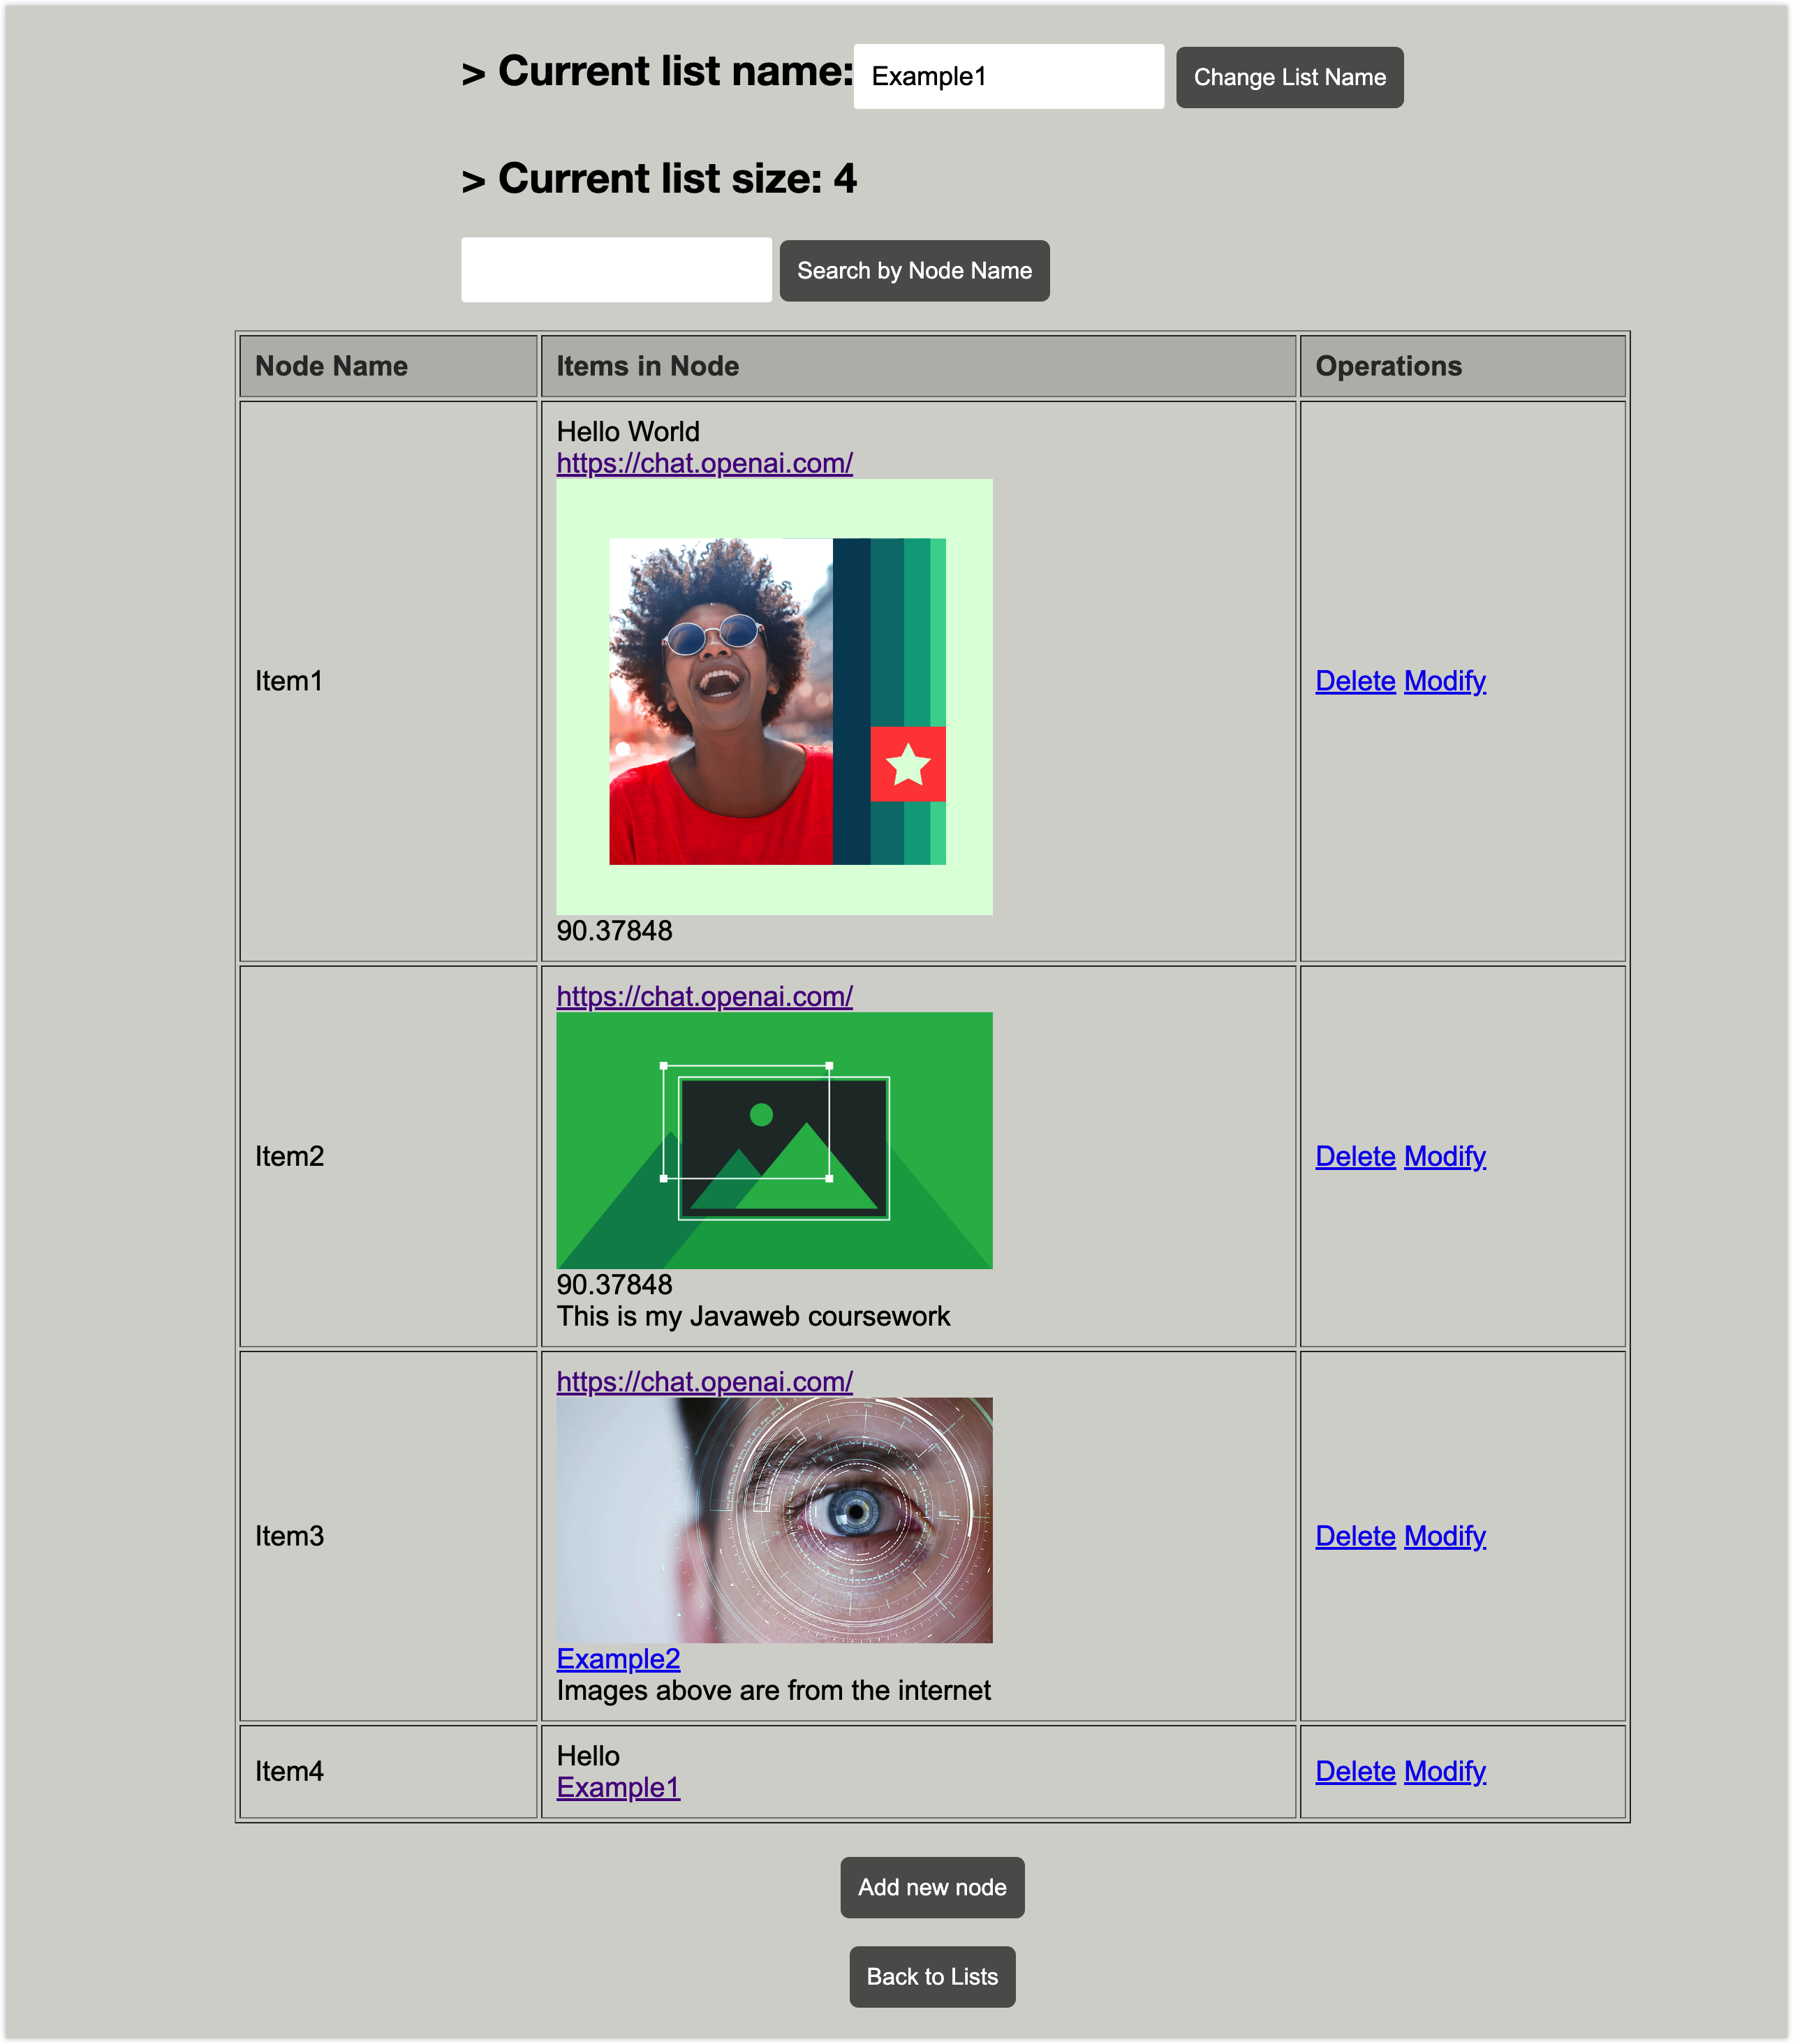 > Current list name: Example1 Change List Name
> Current list size: 4
Search by Node Name
Node Name Items in Node Operations
Hello World
https://chat.openai.com/
Item1 Delete Modify
90.37848
https://chat.openai.com/
Item2 Delete Modify
90.37848
This is my Javaweb coursework
https://chat.openai.com/
Item3 Delete Modify
Example2
Images above are from the internet
Hello
Item4 Delete Modify
Example1
Add new node
Back to Lists